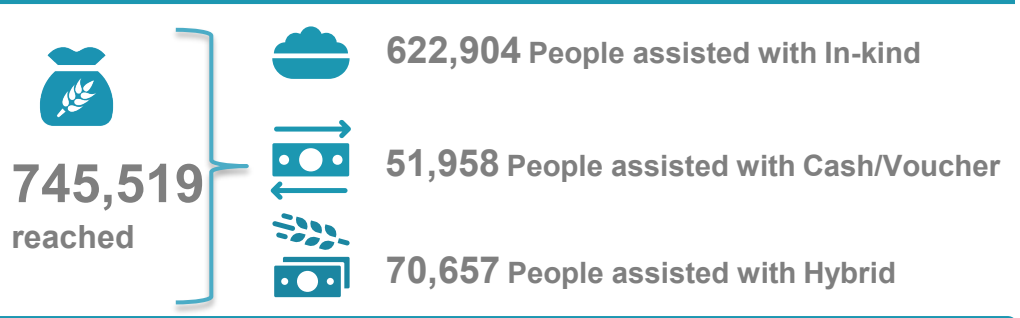 745,519
reached
622,904 People assisted with In-kind
51,958 People assisted with Cash/Voucher
70,657 People assisted with Hybrid